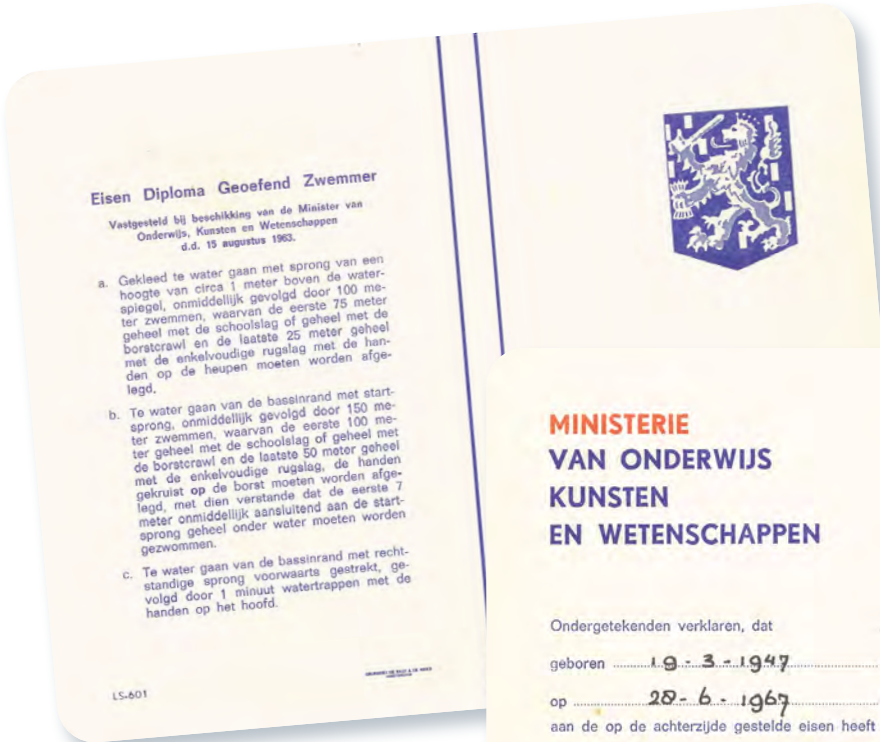 Eisen Diploma Geoefend Zwemmer
Vastgesteld bij beschikking van de Minister van
Onderwijs, Kunsten en Wetenschappen
d.d. 15 augustus 1963.
a. Gekleed te water gaan met sprong van een
hoogte van circa 1 meter boven de water-
spiegel, onmiddellijk gevolgd door 100 me-
ter zwemmen, waarvan de eerste 75 meter
geheel met de schoolslag of geheel met de
borstcrawl en de laatste 25 meter geheel
met de enkelvoudige rugslag met de han-
den op de heupen moeten worden afge-
legd.
b. Te water gaan van de bassinrand met start-
sprong, onmiddellijk gevolgd door 150 me-
ter zwemmen, waarvan de eerste 100 me-
ter geheel met de schoolslag of geheel met
de borstcrawl en de laatste 50 meter geheel
met de enkelvoudige rugslag, de handen
gekruist op de borst moeten worden afge-
legd, met dien verstande dat de eerste 7
meter onmiddellijk aansluitend aan de start-
sprong geheel onder water moeten worden
gezwommen.
c. Te water gaan van de bassinrand met recht-
standige sprong voorwaarts gestrekt, ge-
volgd door 1 minuut watertrappen met de
handen op het hoofd.
LS-601
MINISTERIE
VAN ONDERWIJS
KUNSTEN
EN WETENSCHAPPEN
Ondergetekenden verklaren, dat
geboren 19-3-1947
op 28-6-1967
aan de op de achterzijde gestelde eisen heeft